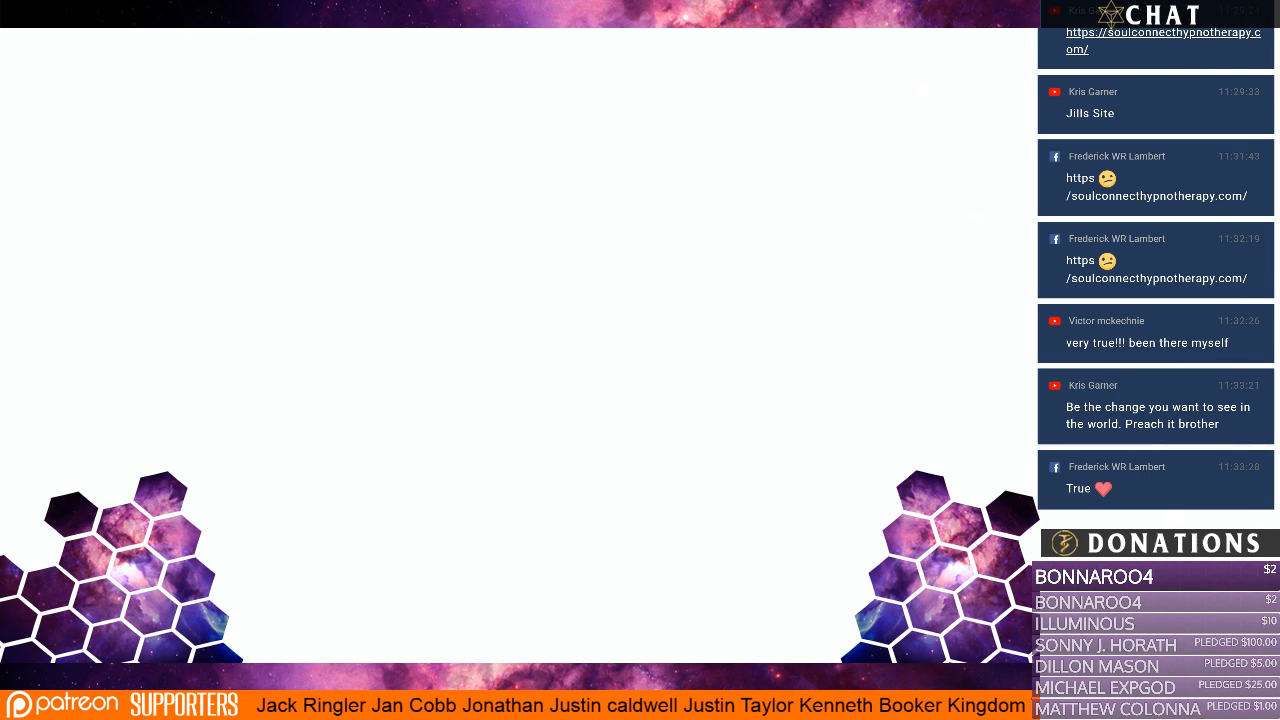 CHAT
Kris Garner 11:29:24
https://soulconnecthypnotherapy.c
om/
Kris Garner 11:29:33
Jills Site
Frederick WR Lambert 11:31:43
https
/soulconnecthypnotherapy.com/
Frederick WR Lambert 11:32:19
https
/soulconnecthypnotherapy.com/
Victor mckechnie 11:32:26
very true!!! been there myself
Kris Garner 11:33:21
Be the change you want to see in
the world. Preach it brother
Frederick WR Lambert 11:33:28
True
DONATIONS
BONNAROO4 $2
BONNAROO4 $2
ILLUMINOUS $10
SONNY J. HORATH PLEDGED $100.00
DILLON MASON PLEDGED $5.00
MICHAEL EXPGOD PLEDGED $25.00
MATTHEW COLONNA PLEDGED $1.00
patreon SUPPORTERS Jack Ringler Jan Cobb Jonathan Justin caldwell Justin Taylor Kenneth Booker Kingdom